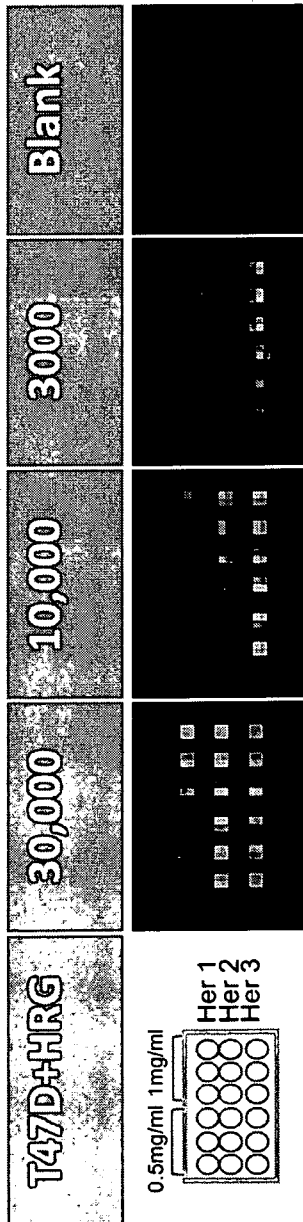 T47D+HRG
30,000
10,000
3000
Blank
0.5mg/ml 1mg/ml
Her 1
Her 2
Her 3